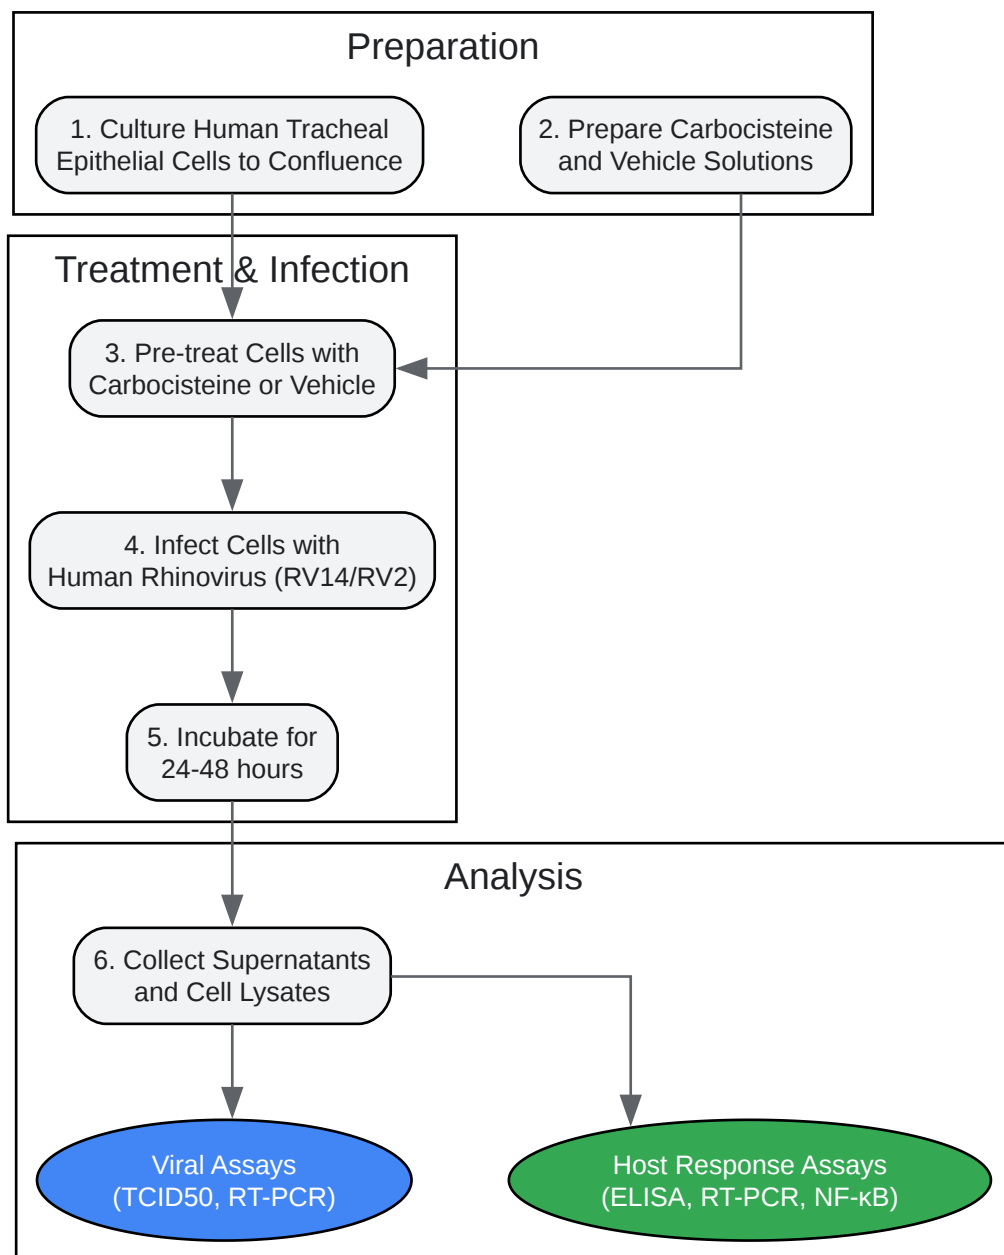 Preparation
1. Culture Human Tracheal
Epithelial Cells to Confluence
2. Prepare Carbocisteine
and Vehicle Solutions
Treatment & Infection
3. Pre-treat Cells with
Carbocisteine or Vehicle
4. Infect Cells with
Human Rhinovirus (RV14/RV2)
5. Incubate for
24-48 hours
Analysis
6. Collect Supernatants
and Cell Lysates
Viral Assays
(TCID50, RT-PCR)
Host Response Assays
(ELISA, RT-PCR, NF-κB)